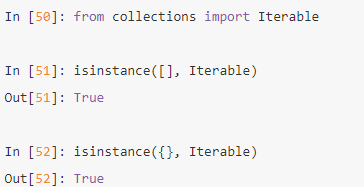 In [50]: from collections import Iterable
In [51]: isinstance([], Iterable)
Out[51]: True
In [52]: isinstance({}, Iterable)
Out[52]: True